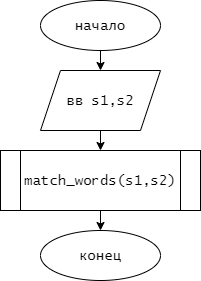 начало
вв s1,s2
match_words(s1,s2)
конец